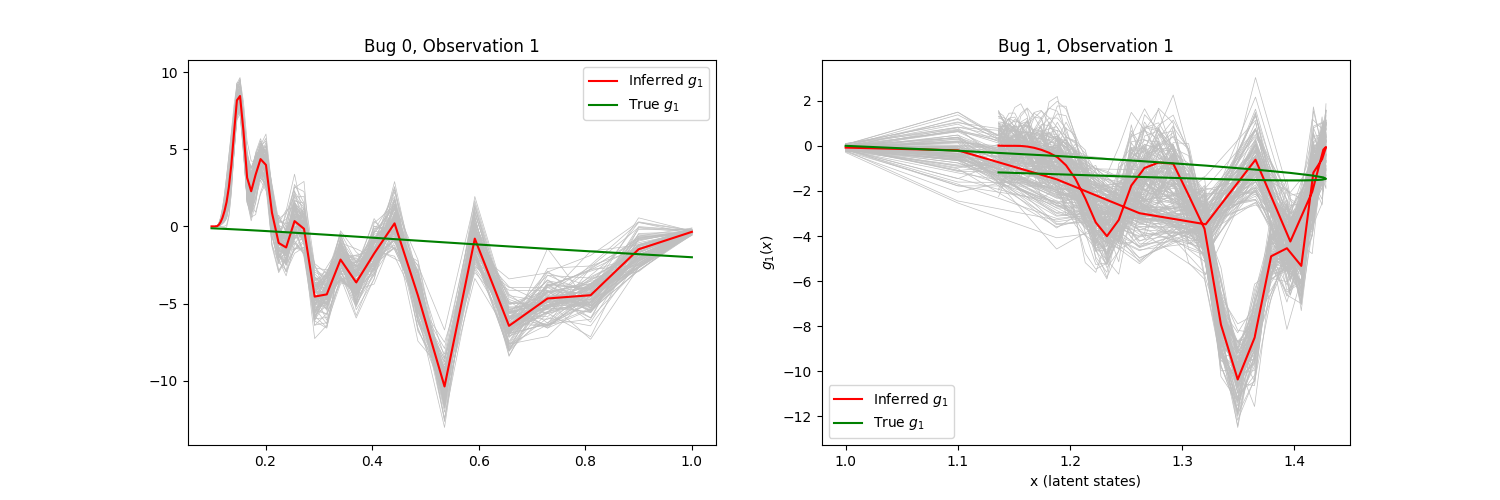 Bug 0, Observation 1
10
5
0
−5
−10
0.2
0.4
0.6
0.8
1.0
Inferred g₁
True g₁
Bug 1, Observation 1
g₁(x)
2
0
−2
−4
−6
−8
−10
−12
1.0
1.1
1.2
1.3
1.4
Inferred g₁
True g₁
x (latent states)